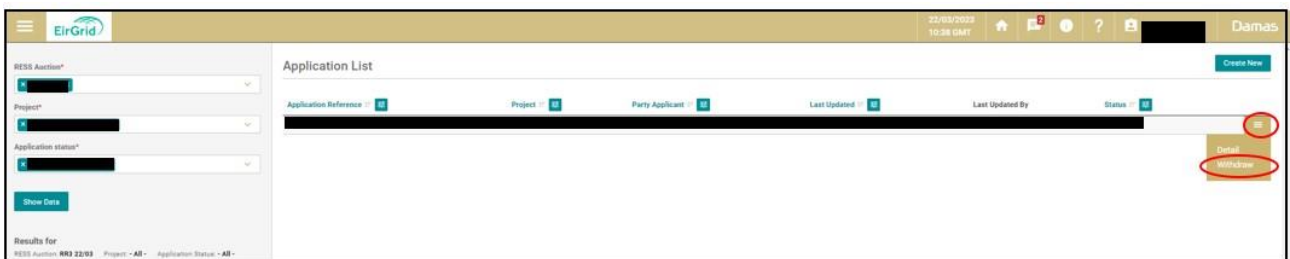 EirGrid
22/03/2023
10:38 GMT
2
?
Damas
RESS Auction*
Project*
Application status*
Show Data
Results for
RESS Auction: RR3 22/03 Project: - All - Application Status: - All -
Application List
Create New
Application Reference Project Party Applicant Last Updated Last Updated By Status
Detail
Withdraw